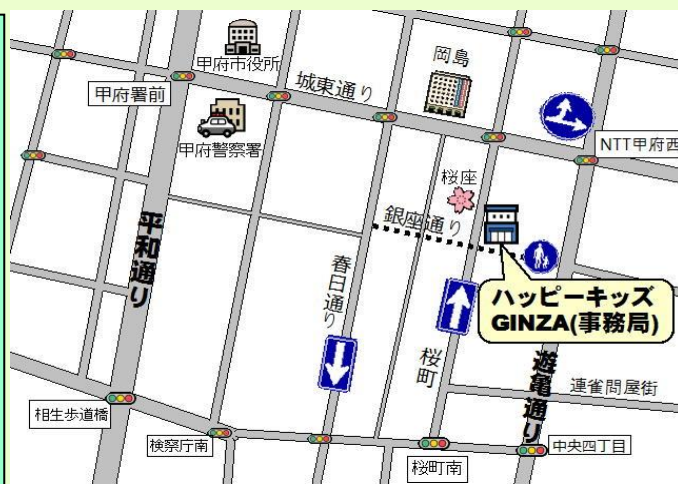 甲府市役所
岡島
城東通り
甲府署前
甲府警察署
NTT甲府西
桜座
銀座通り
平和通り
春日通り
ハッピーキッズ
GINZA(事務局)
桜町
遊亀通り
連雀問屋街
相生歩道橋
検察庁南
桜町南
中央四丁目